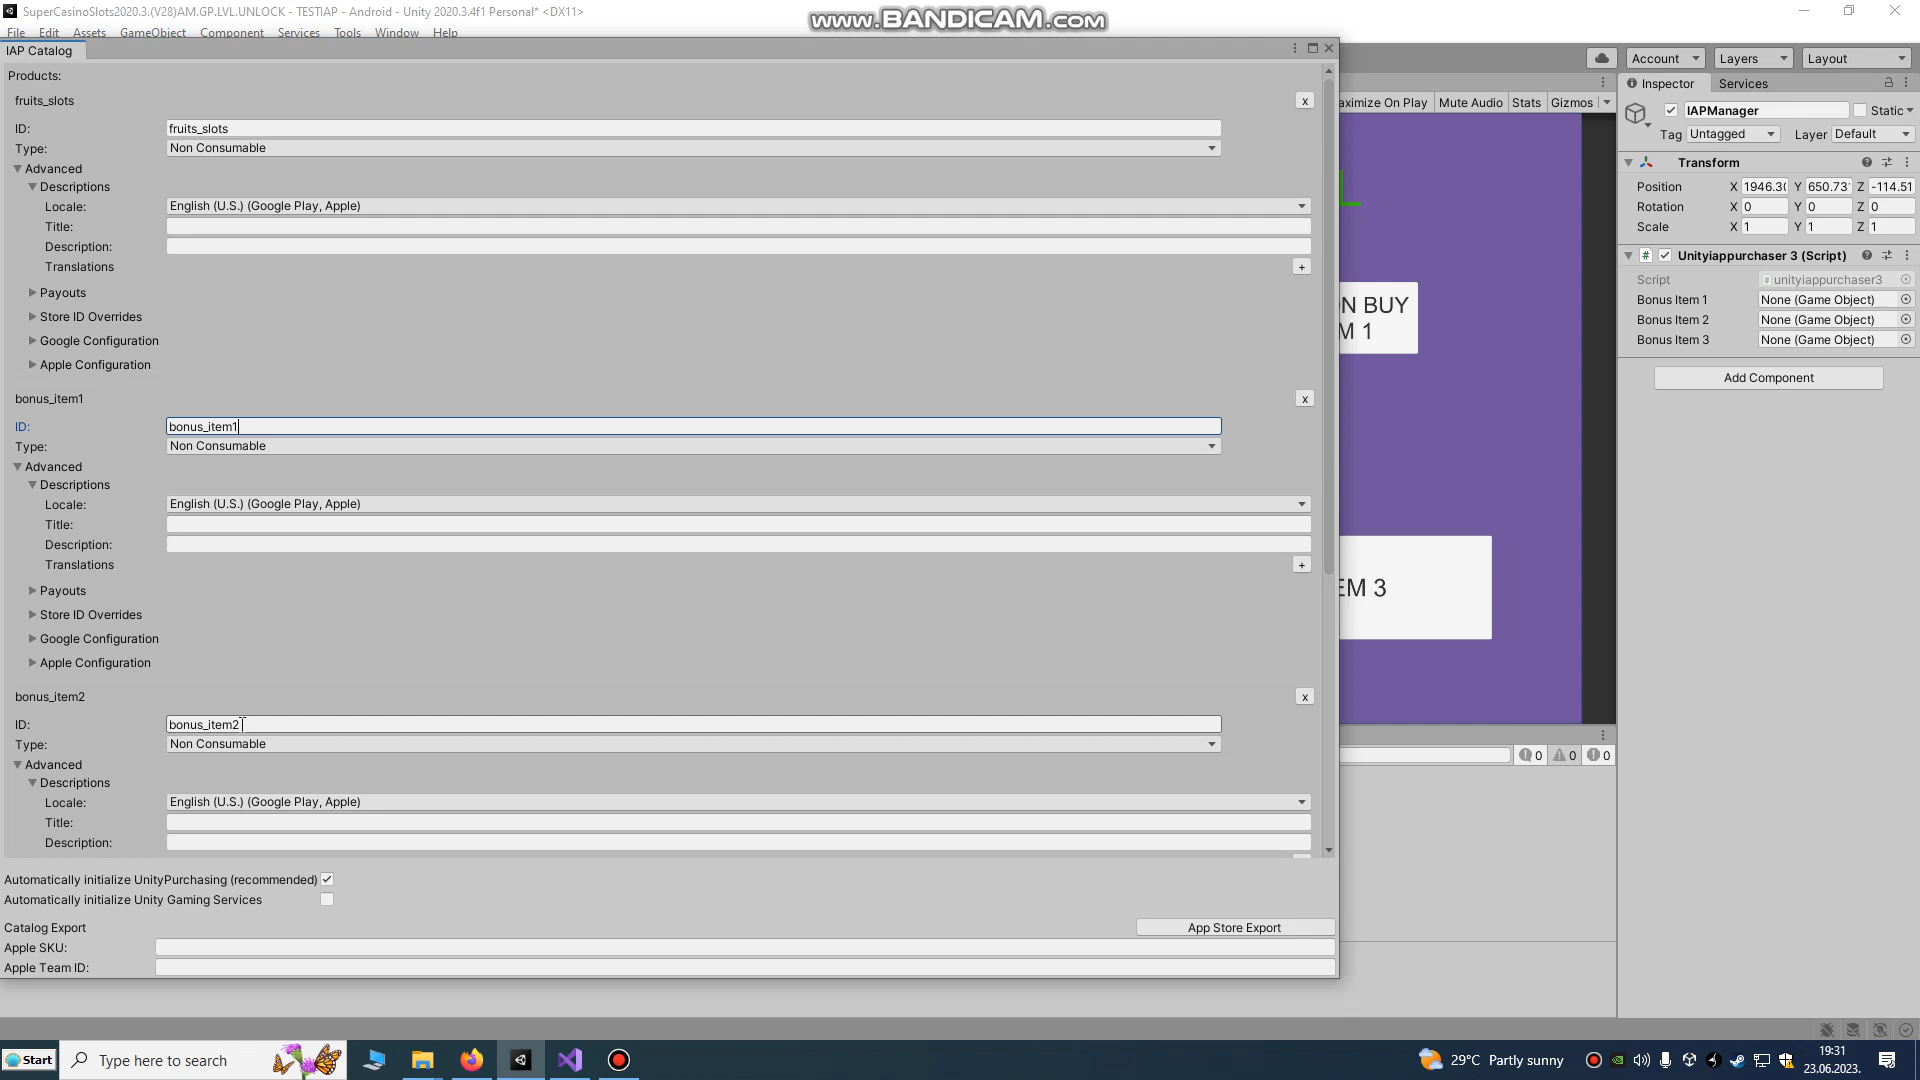 SuperCasinoSlots2020.3.(V28)AM.GP.LVL.UNLOCK - TESTIAP - Android - Unity 2020.3.4f1 Personal* <DX11>
www.BANDICAM.com
File Edit Assets GameObject Component Services Tools Window Help
IAP Catalog
Account Layers Layout
Products:
Inspector Services
fruits_slots x
aximize On Play Mute Audio Stats Gizmos
IAPManager Static
ID: fruits_slots
Tag Untagged Layer Default
Type: Non Consumable
Advanced
Transform
Descriptions
Position X 1946.30 Y 650.73 Z -114.51
Locale: English (U.S.) (Google Play, Apple)
Rotation X 0 Y 0 Z 0
Title:
Scale X 1 Y 1 Z 1
Description:
Unityiappurchaser 3 (Script)
Translations +
Script unityiappurchaser3
Payouts
Bonus Item 1 None (Game Object)
Store ID Overrides
Bonus Item 2 None (Game Object)
Google Configuration
Bonus Item 3 None (Game Object)
Apple Configuration
N BUY
M 1
Add Component
bonus_item1 x
ID: bonus_item1
Type: Non Consumable
Advanced
Descriptions
Locale: English (U.S.) (Google Play, Apple)
Title:
Description:
Translations +
Payouts
EM 3
Store ID Overrides
Google Configuration
Apple Configuration
bonus_item2 x
ID: bonus_item2
Type: Non Consumable
0 0 0
Advanced
Descriptions
Locale: English (U.S.) (Google Play, Apple)
Title:
Description:
Automatically initialize UnityPurchasing (recommended)
Automatically initialize Unity Gaming Services
Catalog Export App Store Export
Apple SKU:
Apple Team ID:
Start Type here to search 29°C Partly sunny 19:31
23.06.2023.